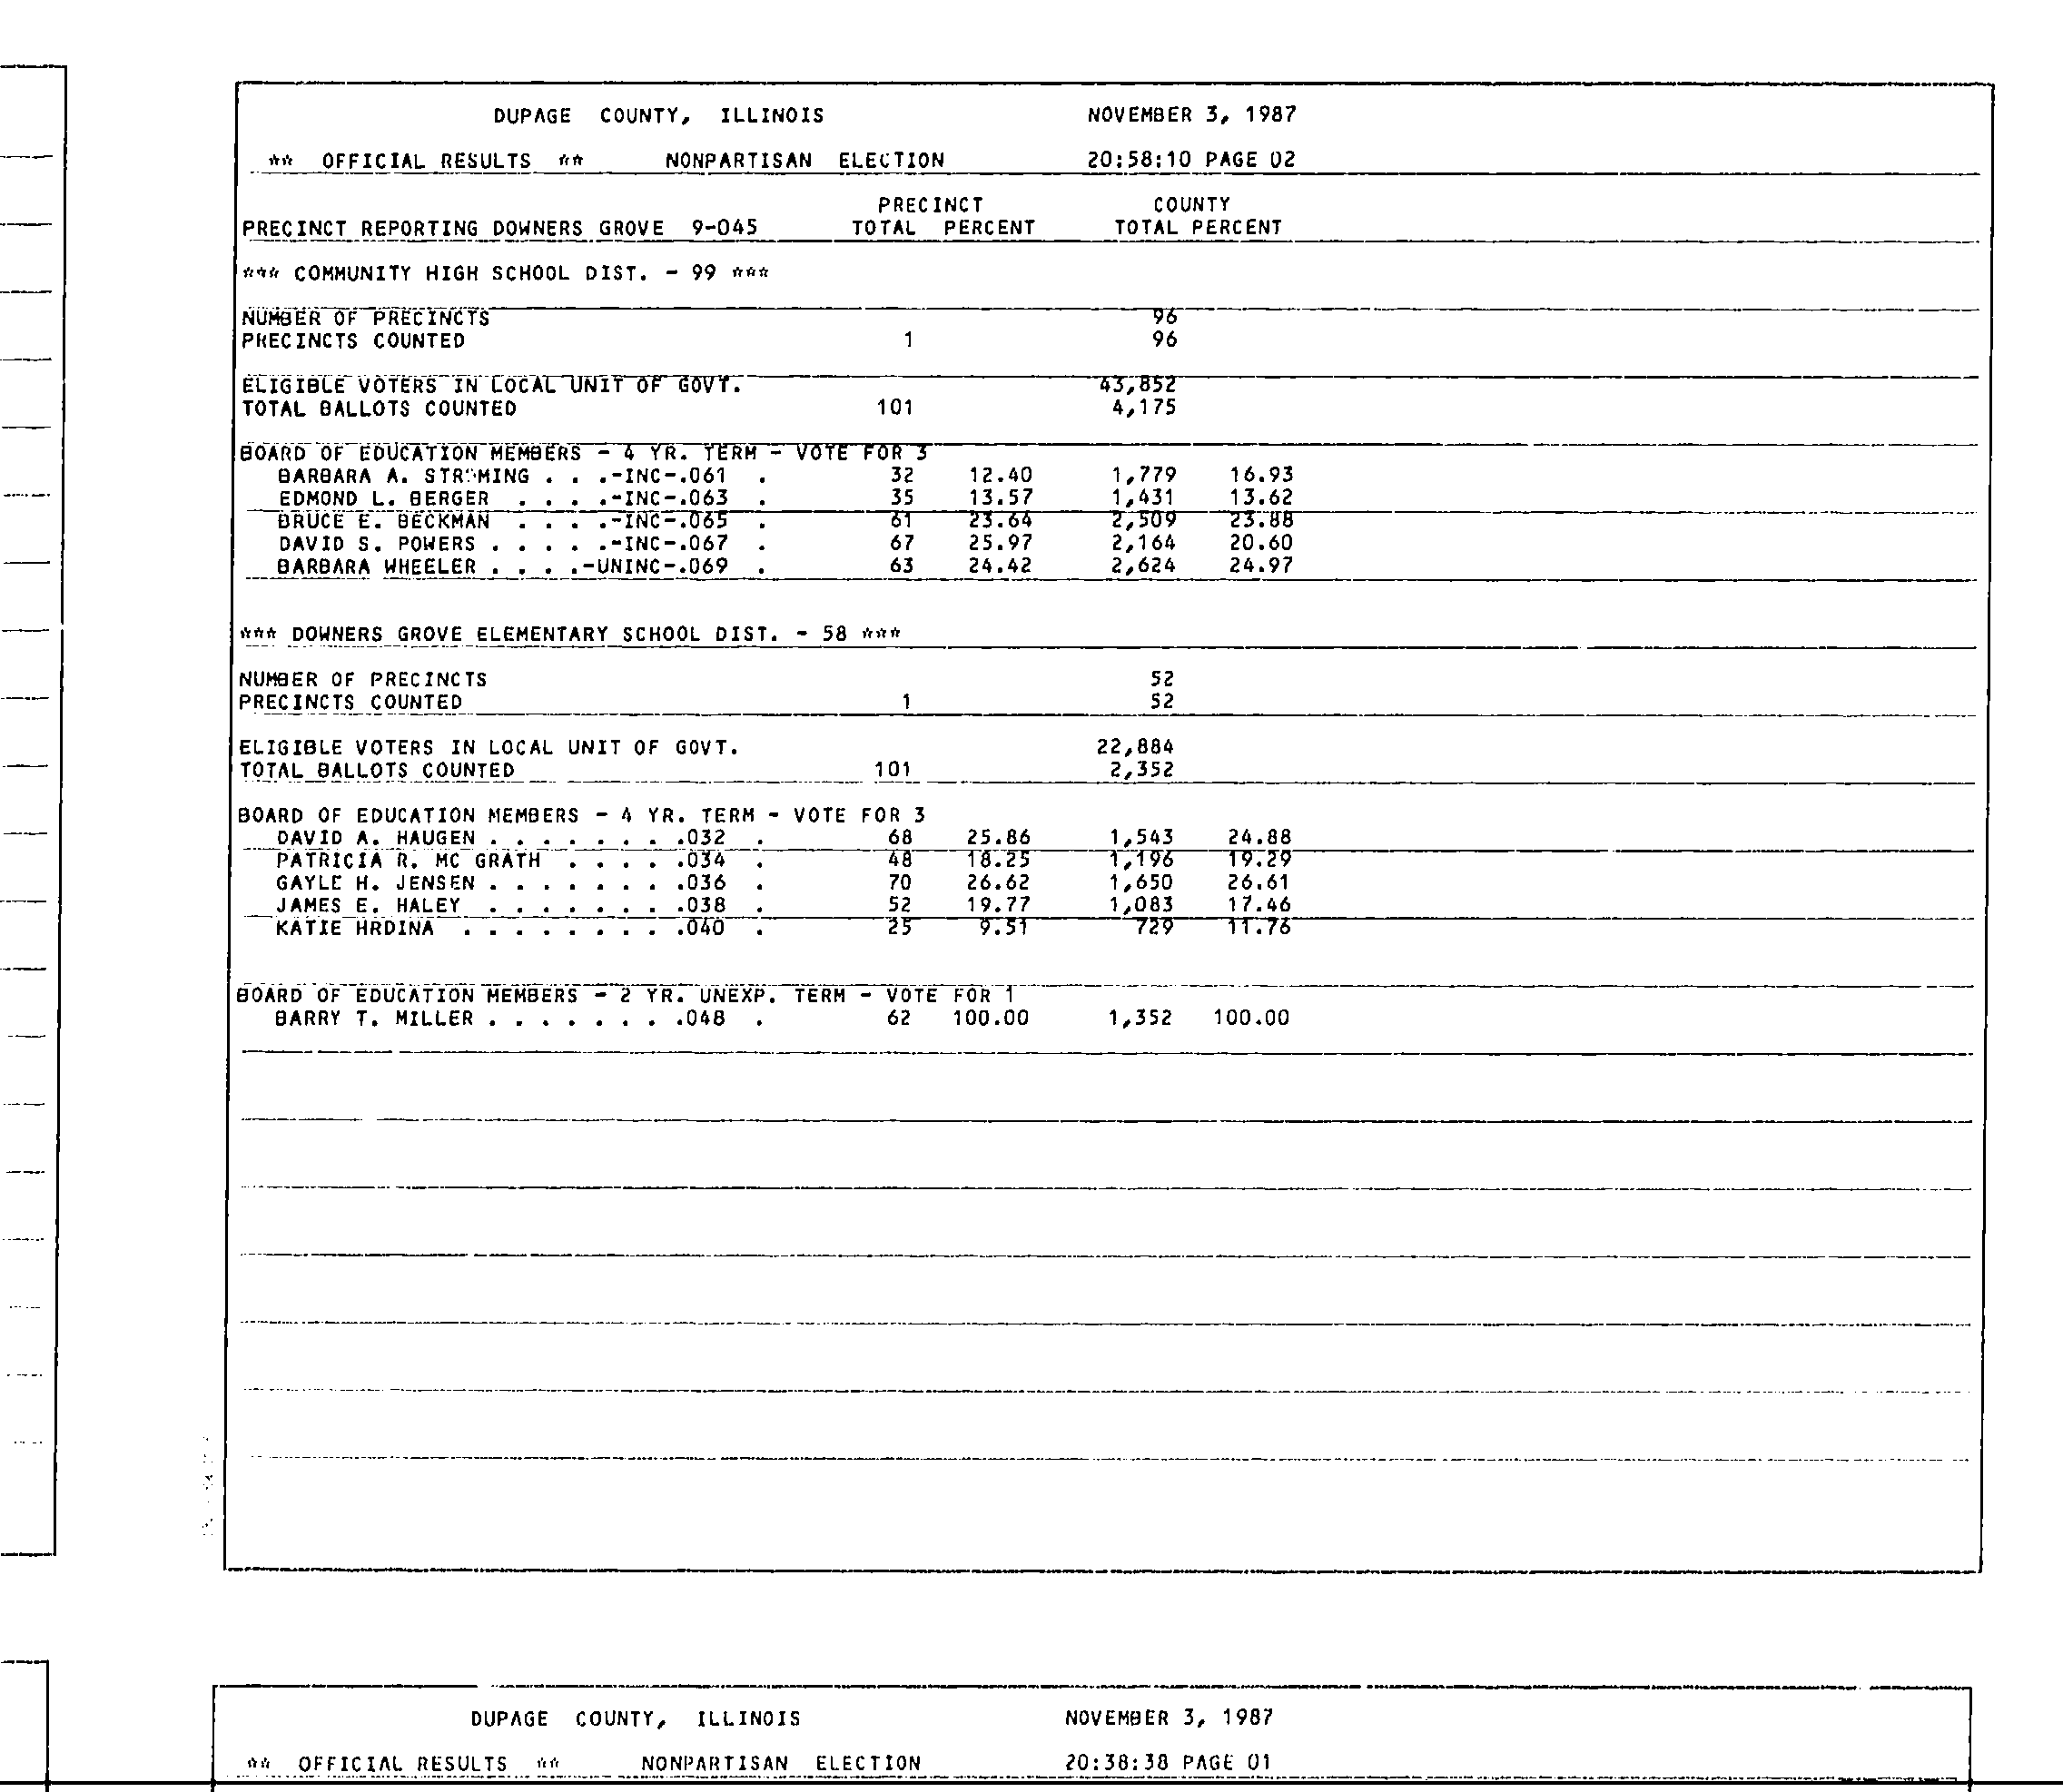 DUPAGE COUNTY, ILLINOIS NOVEMBER 3, 1987
** OFFICIAL RESULTS ** NONPARTISAN ELECTION 20:58:10 PAGE 02
PRECINCT COUNTY
PRECINCT REPORTING DOWNERS GROVE 9-045 TOTAL PERCENT TOTAL PERCENT
*** COMMUNITY HIGH SCHOOL DIST. - 99 ***
NUMBER OF PRECINCTS 96
PRECINCTS COUNTED 1 96
ELIGIBLE VOTERS IN LOCAL UNIT OF GOVT. 43,852
TOTAL BALLOTS COUNTED 101 4,175
BOARD OF EDUCATION MEMBERS - 4 YR. TERM - VOTE FOR 3
BARBARA A. . . .-INC-.061 . 32 12.40 1,779 16.93
EDMOND L. BERGER . . . .-INC-.063 . 35 13.57 1,431 13.62
BRUCE E. BECKMAN . . . .-INC-.065 . 61 23.64 2,509 23.88
DAVID S. POWERS . . . . .-INC-.067 . 67 25.97 2,164 20.60
BARBARA WHEELER . . . .-UNINC-.069 . 63 24.42 2,624 24.97
*** DOWNERS GROVE ELEMENTARY SCHOOL DIST. - 58 ***
NUMBER OF PRECINCTS 52
PRECINCTS COUNTED 1 52
ELIGIBLE VOTERS IN LOCAL UNIT OF GOVT. 22,884
TOTAL BALLOTS COUNTED 101 2,352
BOARD OF EDUCATION MEMBERS - 4 YR. TERM - VOTE FOR 3
DAVID A. HAUGEN . . . . . . . .032 . 68 25.86 1,543 24.88
PATRICIA R. MC GRATH . . . . .034 . 48 18.25 1,196 19.29
GAYLE H. JENSEN . . . . . . . .036 . 70 26.62 1,650 26.61
JAMES E. HALEY . . . . . . . .038 . 52 19.77 1,083 17.46
KATIE HRDINA . . . . . . . . .040 . 25 9.51 729 11.76
BOARD OF EDUCATION MEMBERS - 2 YR. UNEXP. TERM - VOTE FOR 1
BARRY T. MILLER . . . . . . . .048 . 62 100.00 1,352 100.00
DUPAGE COUNTY, ILLINOIS NOVEMBER 3, 1987
** OFFICIAL RESULTS ** NONPARTISAN ELECTION 20:38:38 PAGE 01